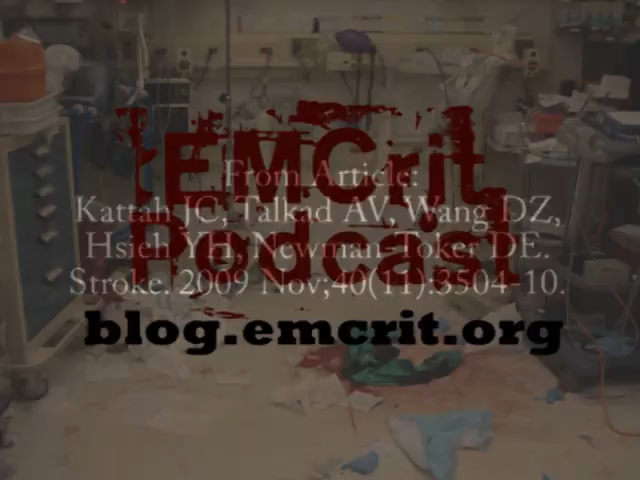 EMCrit
From Article:
Kattah JC, Talkad AV, Wang DZ,
Podcast
Hsieh YH, Newman-Toker DE.
Stroke. 2009 Nov;40(11):3504-10.
blog.emcrit.org